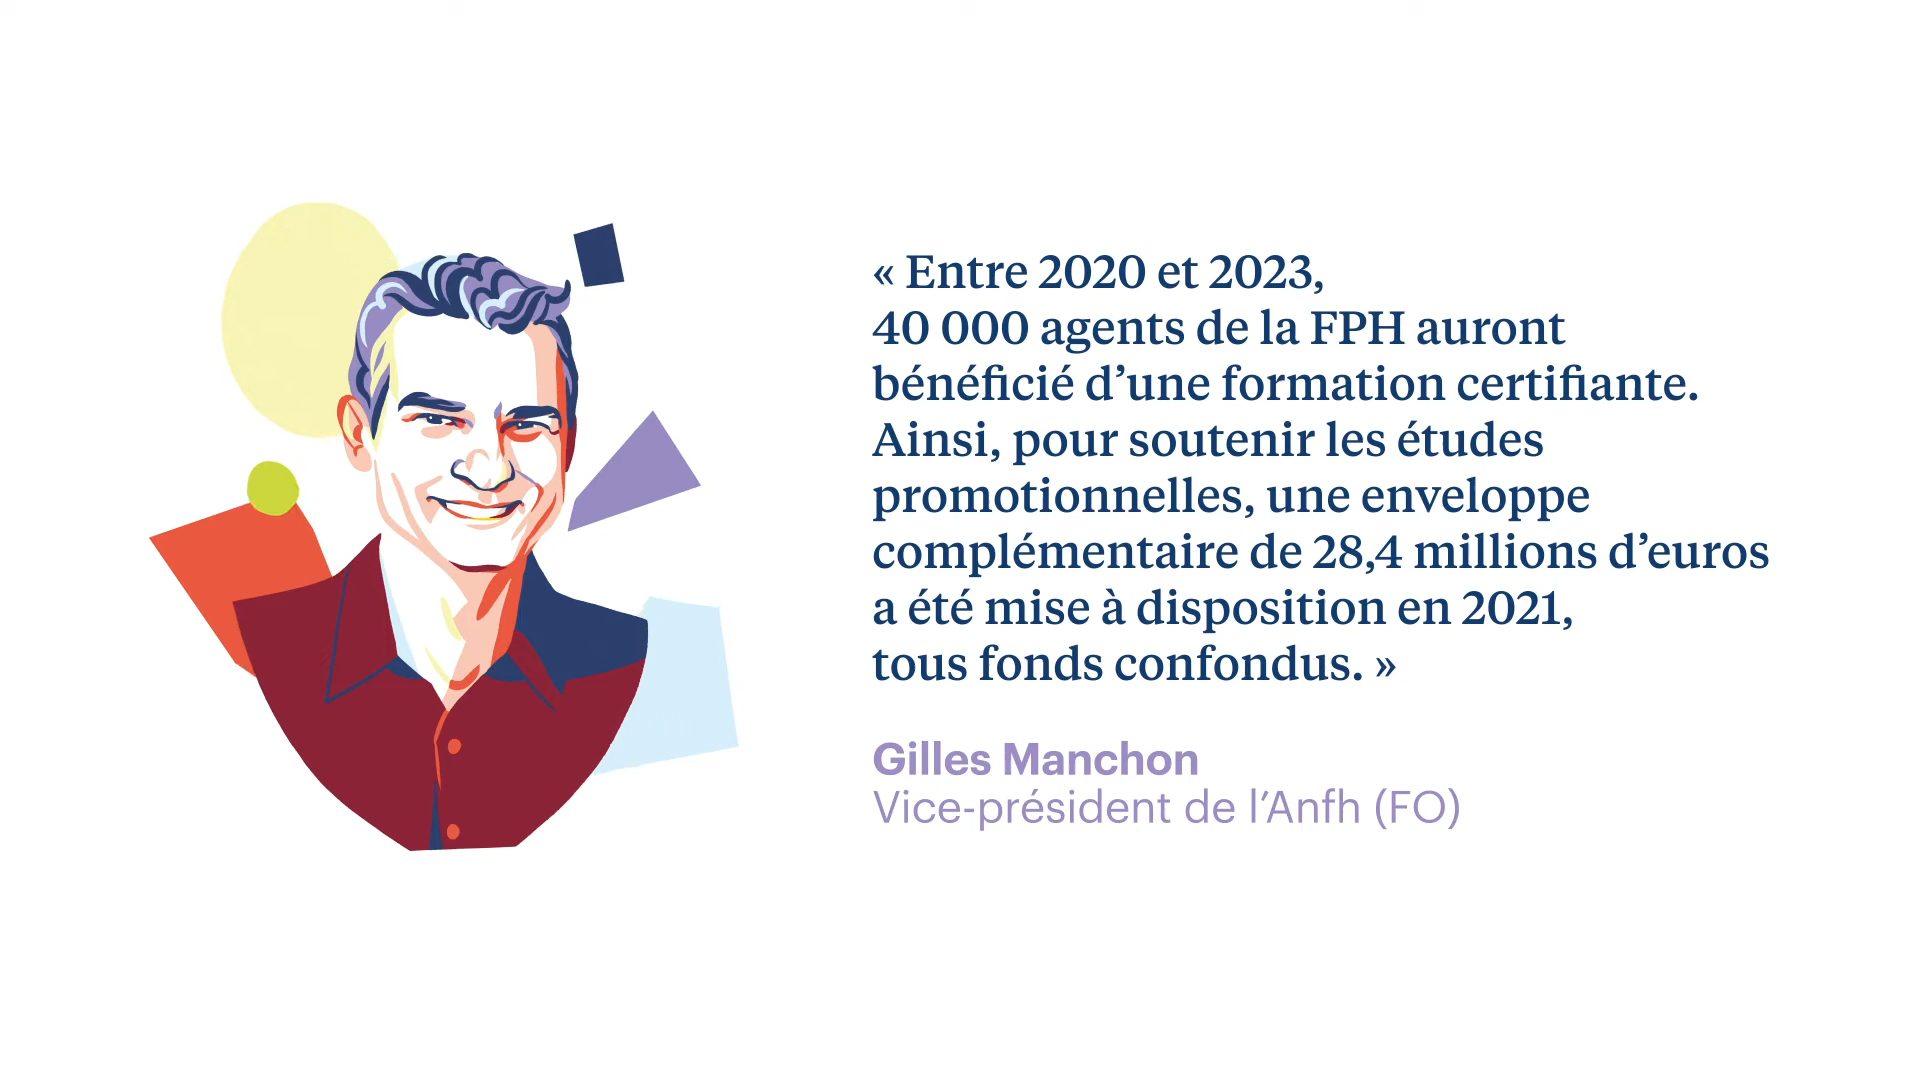 « Entre 2020 et 2023,
40 000 agents de la FPH auront
bénéficié d’une formation certifiante.
Ainsi, pour soutenir les études
promotionnelles, une enveloppe
complémentaire de 28,4 millions d’euros
a été mise à disposition en 2021,
tous fonds confondus. »
Gilles Manchon
Vice-président de l’Anfh (FO)